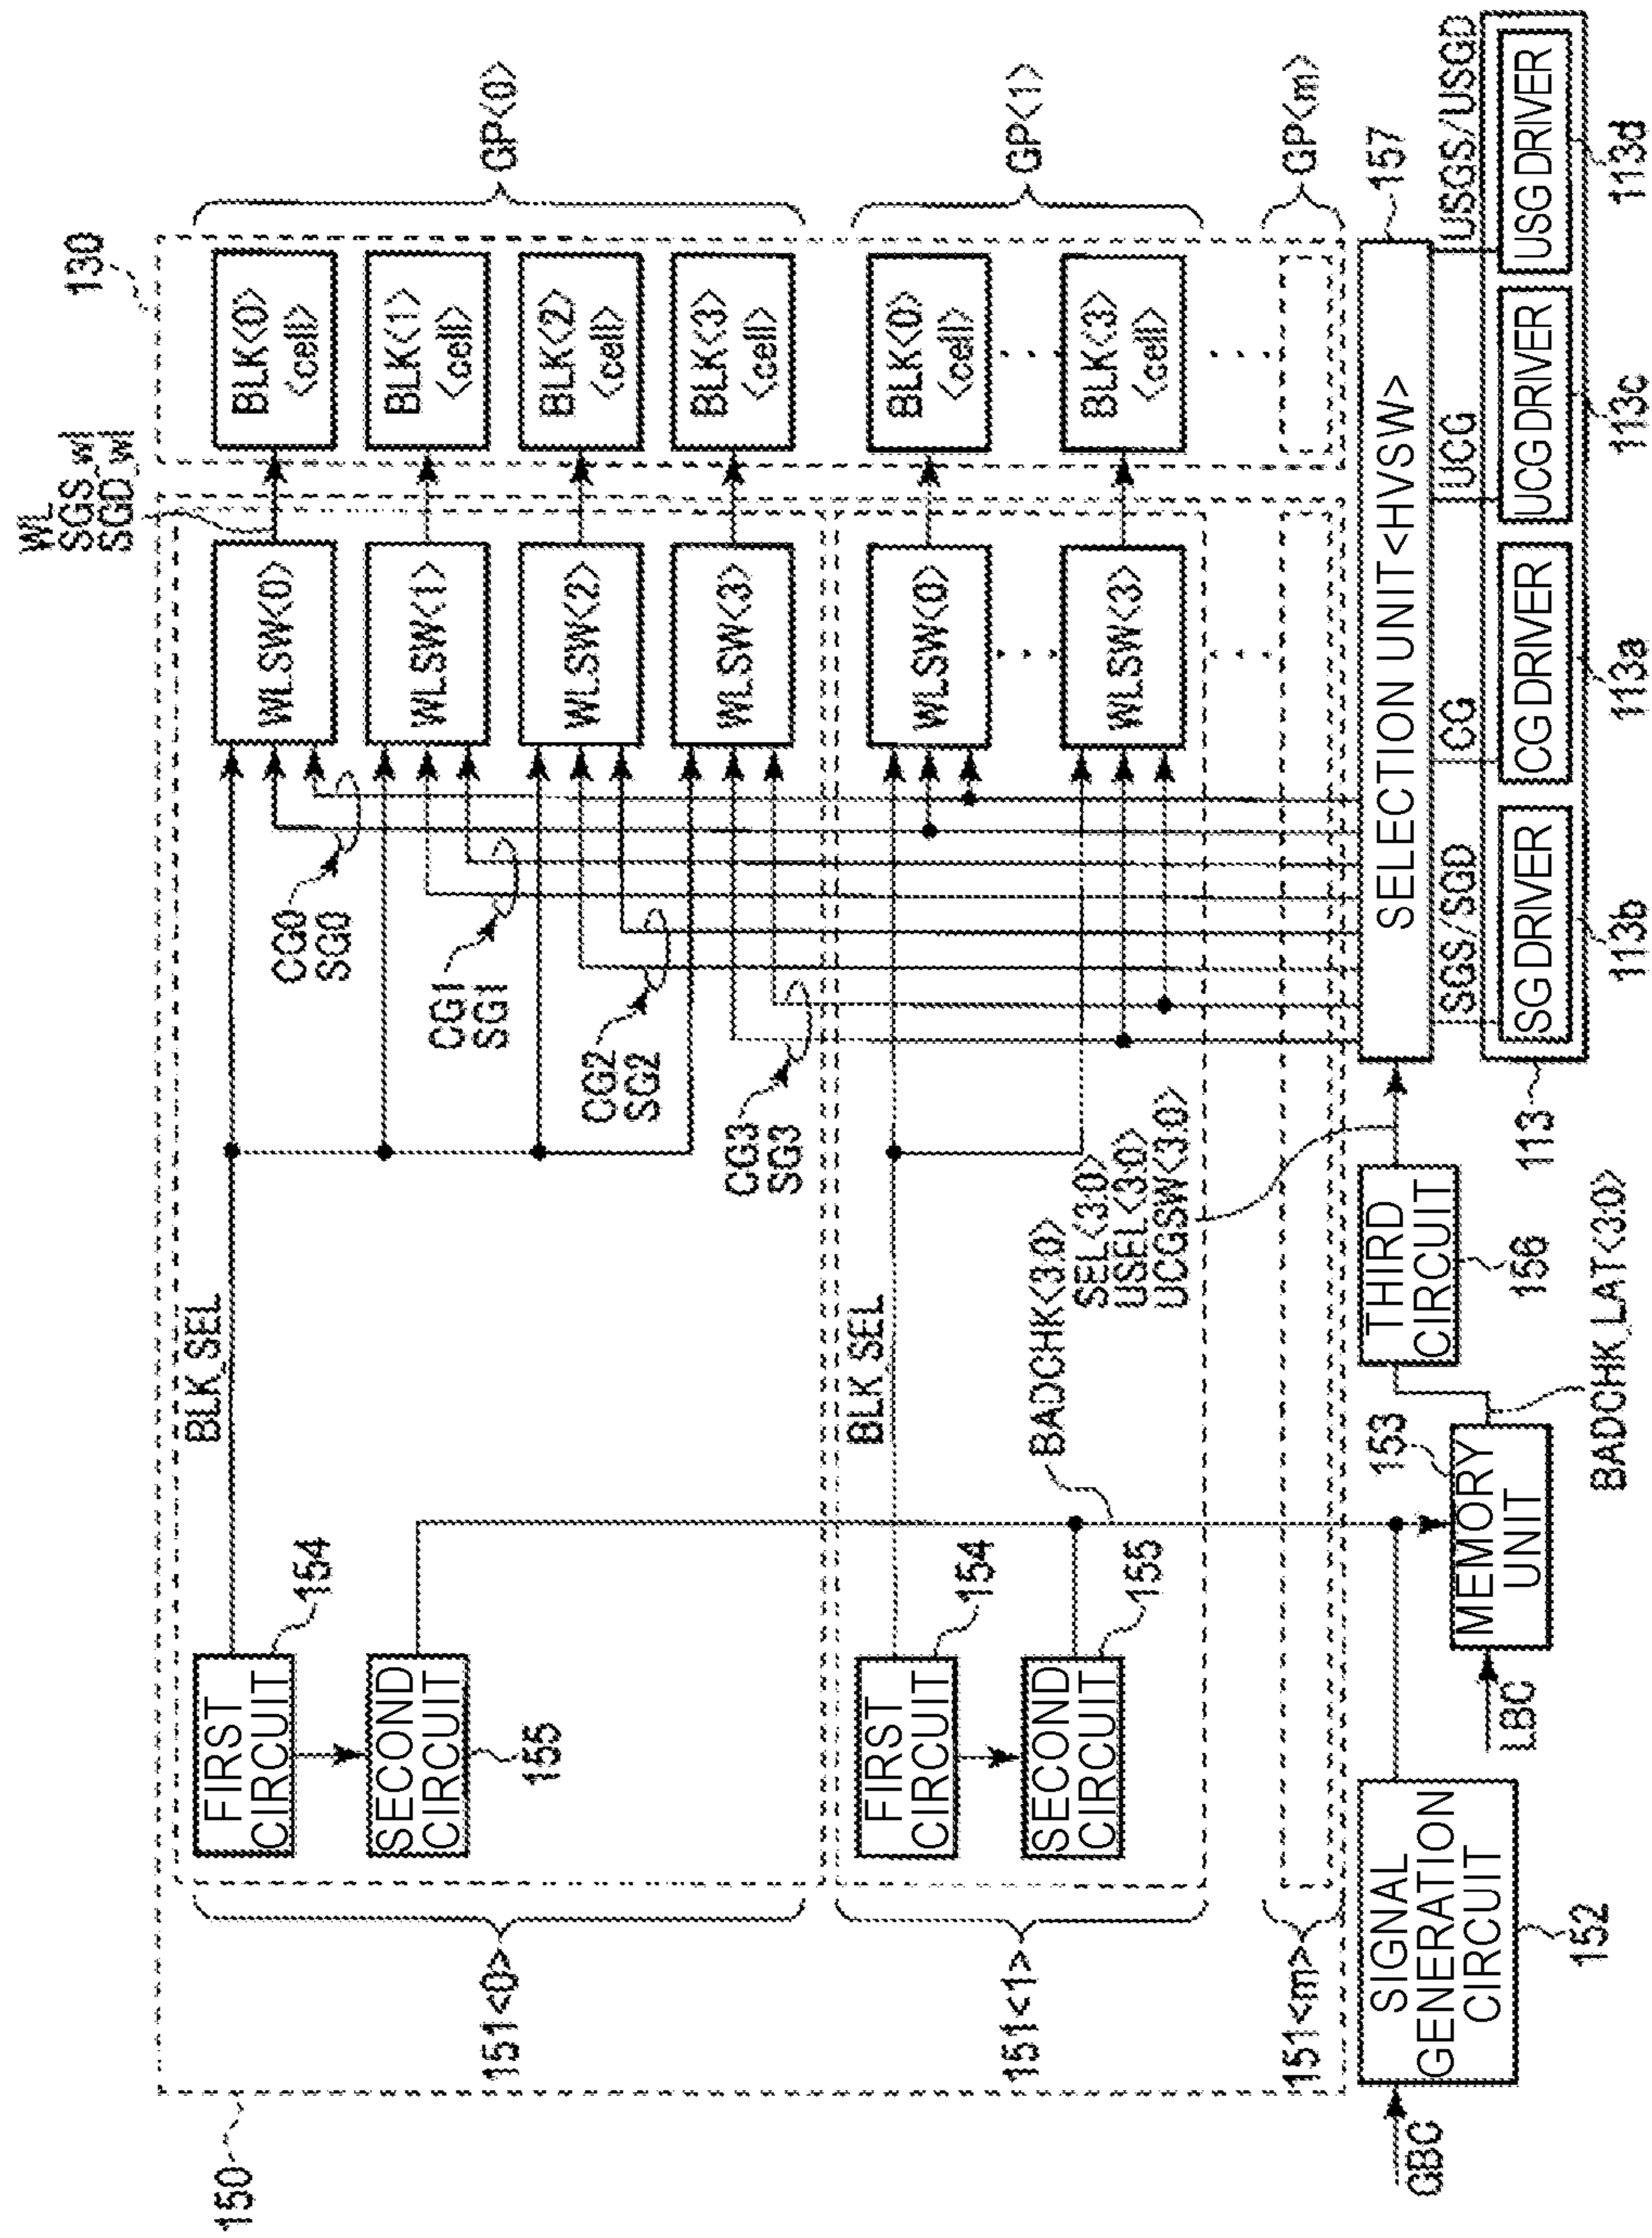 150
130
WL
SGS_wl
SGD_wl
151<0>
FIRST
CIRCUIT
154
SECOND
CIRCUIT
155
BLK_SEL
CG0
SG0
CG1
SG1
CG2
SG2
CG3
SG3
WLSW<0>
WLSW<1>
WLSW<2>
WLSW<3>
BLK<0>
<cell>
BLK<1>
<cell>
BLK<2>
<cell>
BLK<3>
<cell>
GP<0>
151<1>
FIRST
CIRCUIT
154
SECOND
CIRCUIT
155
BLK_SEL
BADCHK<3:0>
SEL<3:0>
USEL<3:0>
UCGSW<3:0>
WLSW<0>
WLSW<3>
BLK<0>
<cell>
BLK<3>
<cell>
GP<1>
151<m>
GP<m>
GBC
SIGNAL
GENERATION
CIRCUIT
152
LBC
MEMORY
UNIT
153
BADCHK_LAT<3:0>
THIRD
CIRCUIT
156
SELECTION UNIT<HVSW>
157
SGS/SGD
CG
UCG
USGS/USGD
113
SG DRIVER
CG DRIVER
UCG DRIVER
USG DRIVER
113b
113a
113c
113d